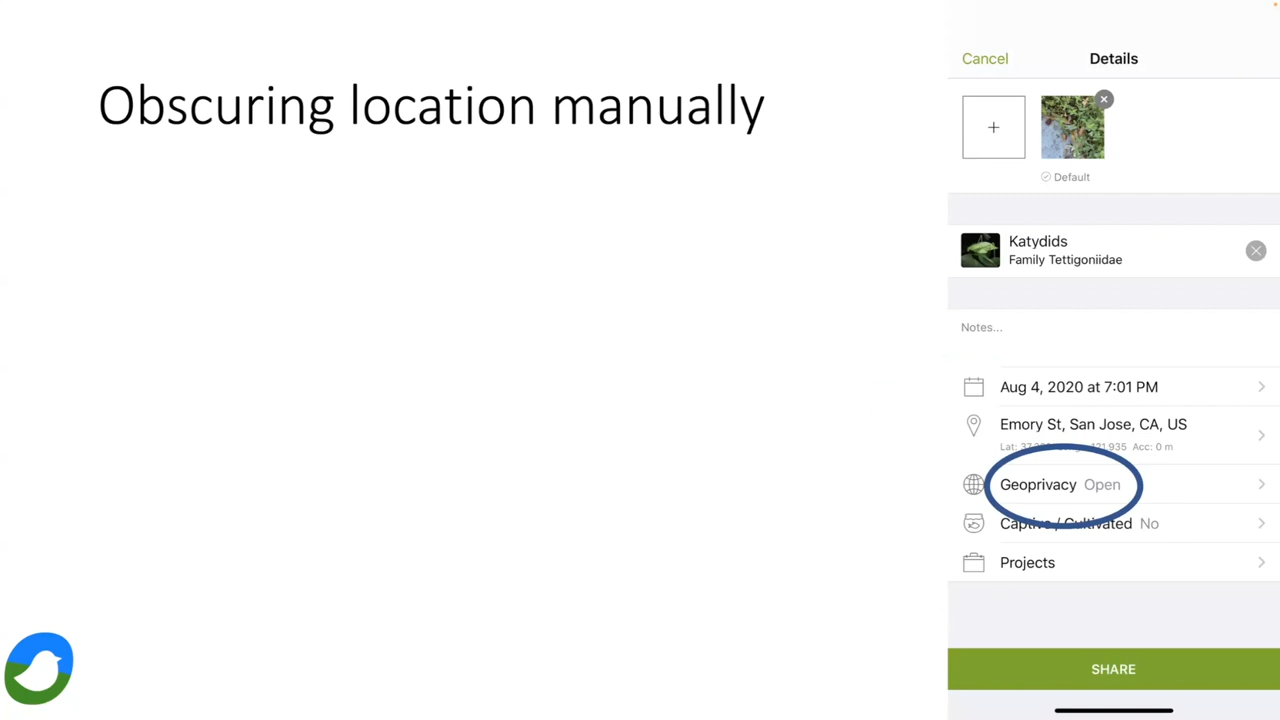 Obscuring location manually
Cancel
Details
Default
Katydids
Family Tettigoniidae
Notes...
Aug 4, 2020 at 7:01 PM
Emory St, San Jose, CA, US
Lat: Acc: 0 m
Geoprivacy Open
Captive / Cultivated No
Projects
SHARE